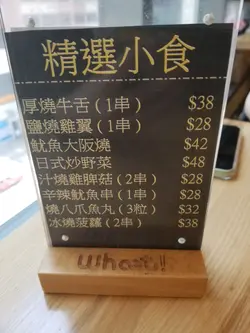 精選小食
厚燒牛舌(1串) $38
鹽燒雞翼(1串) $28
魷魚大阪燒 $42
日式炒野菜 $48
汁燒雞脾菇(2串) $28
辛辣魷魚串(1串) $28
燒八爪魚丸(3粒) $32
冰燒菠蘿(2串) $38